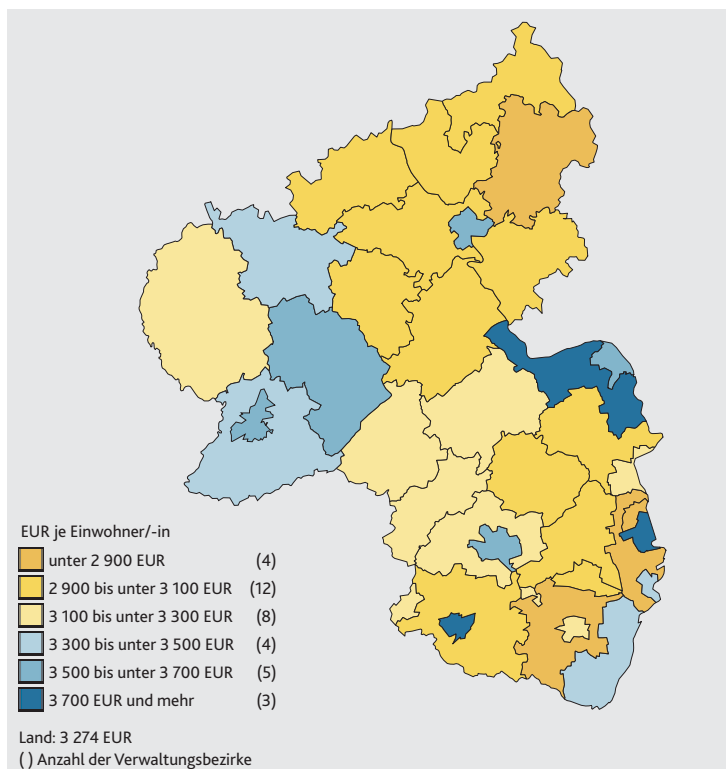 EUR je Einwohner/-in
unter 2 900 EUR (4)
2 900 bis unter 3 100 EUR (12)
3 100 bis unter 3 300 EUR (8)
3 300 bis unter 3 500 EUR (4)
3 500 bis unter 3 700 EUR (5)
3 700 EUR und mehr (3)
Land: 3 274 EUR
( ) Anzahl der Verwaltungsbezirke